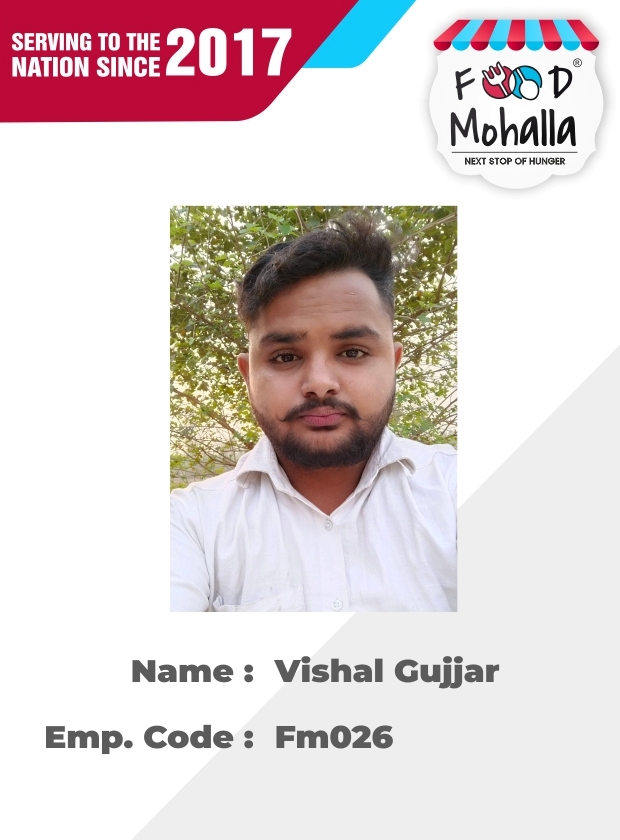 SERVING TO THE
NATION SINCE 2017
FOOD®
Mohalla
NEXT STOP OF HUNGER
Name : Vishal Gujjar
Emp. Code : Fm026